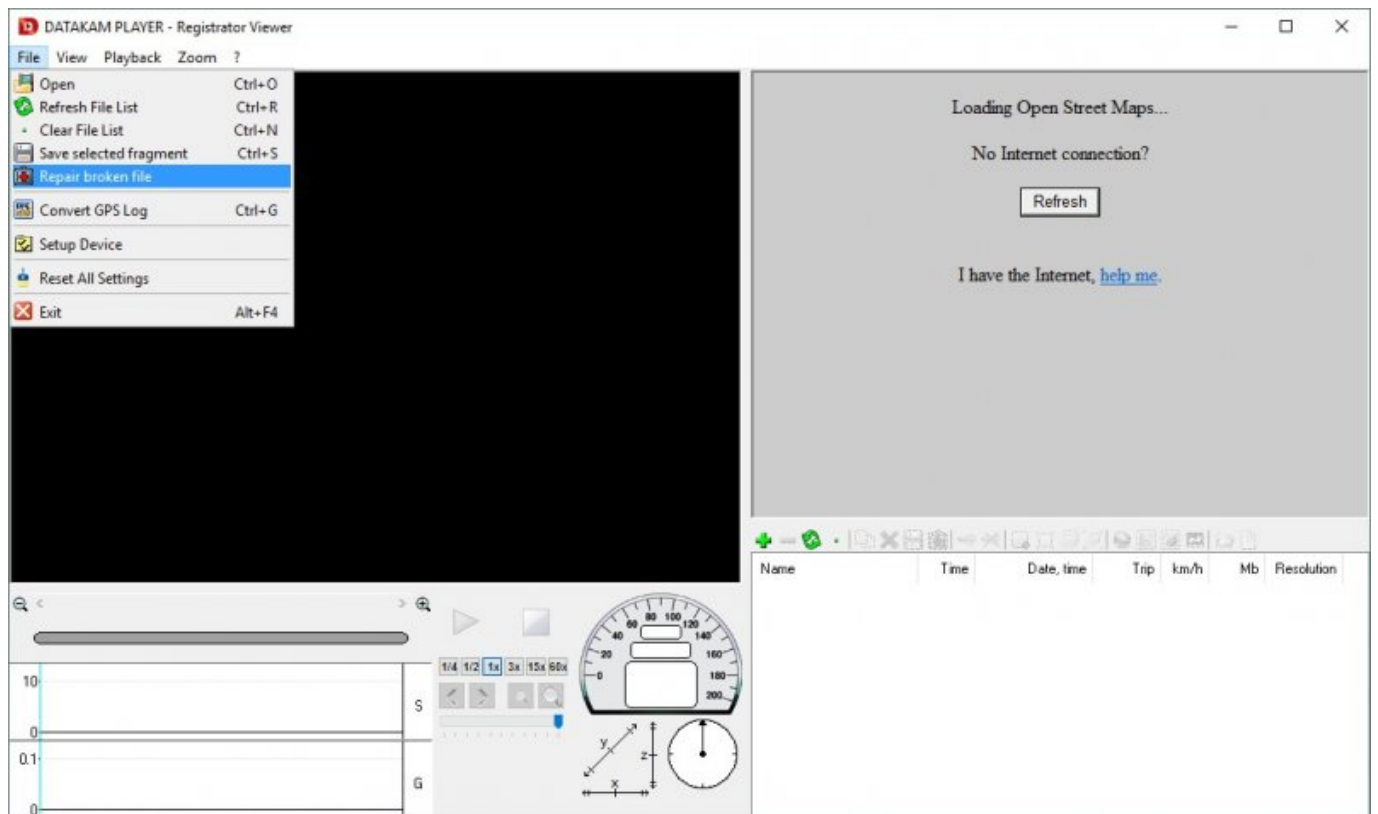 DATAKAM PLAYER - Registrator Viewer
File View Playback Zoom ?
Open Ctrl+O
Refresh File List Ctrl+R
Clear File List Ctrl+N
Save selected fragment Ctrl+S
Repair broken file
Convert GPS Log Ctrl+G
Setup Device
Reset All Settings
Exit Alt+F4
Loading Open Street Maps...
No Internet connection?
Refresh
I have the Internet, help me.
Name Time Date, time Trip km/h Mb Resolution
1/4 1/2 1x 3x 15x 60x
0 20 40 60 80 100 120 140 160 180 200
10
0
S
0.1
0
G
y
z
x